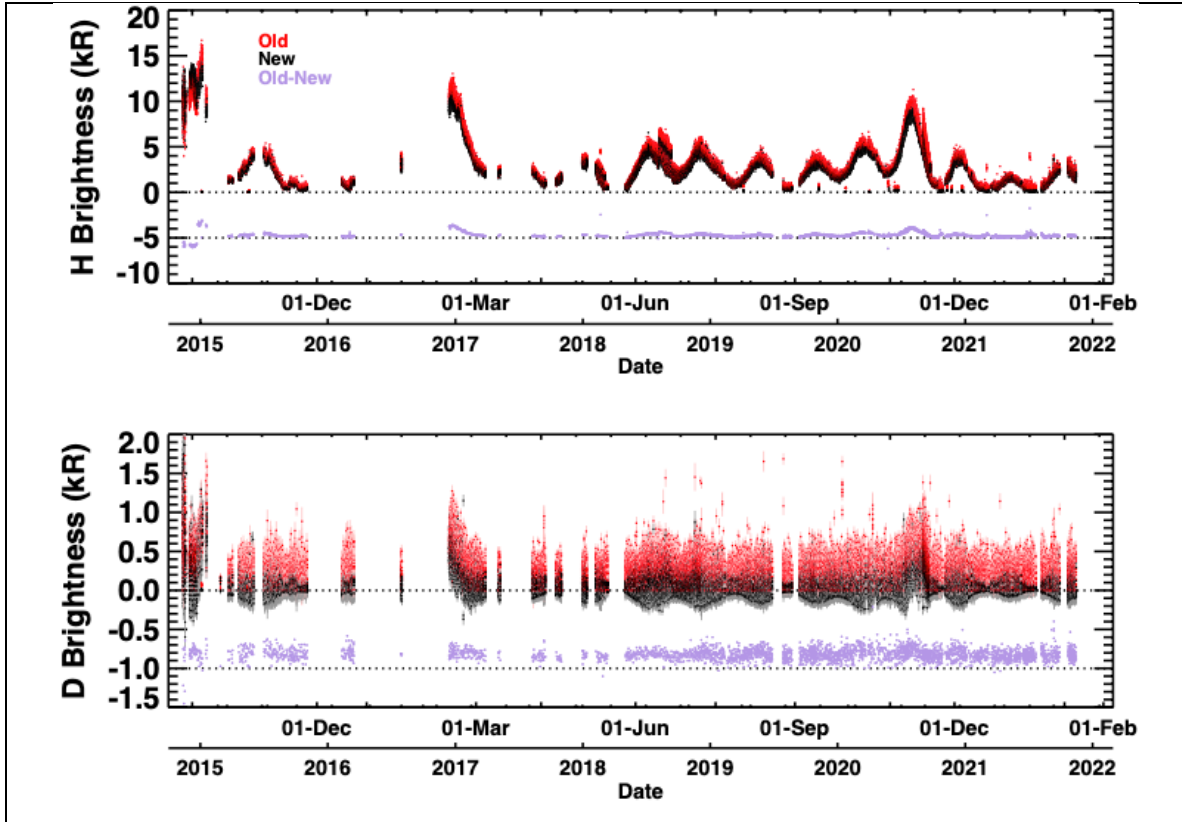 20
15
10
5
0
-5
-10
H Brightness (kR)
Old
New
Old-New
01-Dec 01-Mar 01-Jun 01-Sep 01-Dec 01-Feb
2015 2016 2017 2018 2019 2020 2021 2022
Date
2.0
1.5
1.0
0.5
0.0
-0.5
-1.0
-1.5
D Brightness (kR)
01-Dec 01-Mar 01-Jun 01-Sep 01-Dec 01-Feb
2015 2016 2017 2018 2019 2020 2021 2022
Date